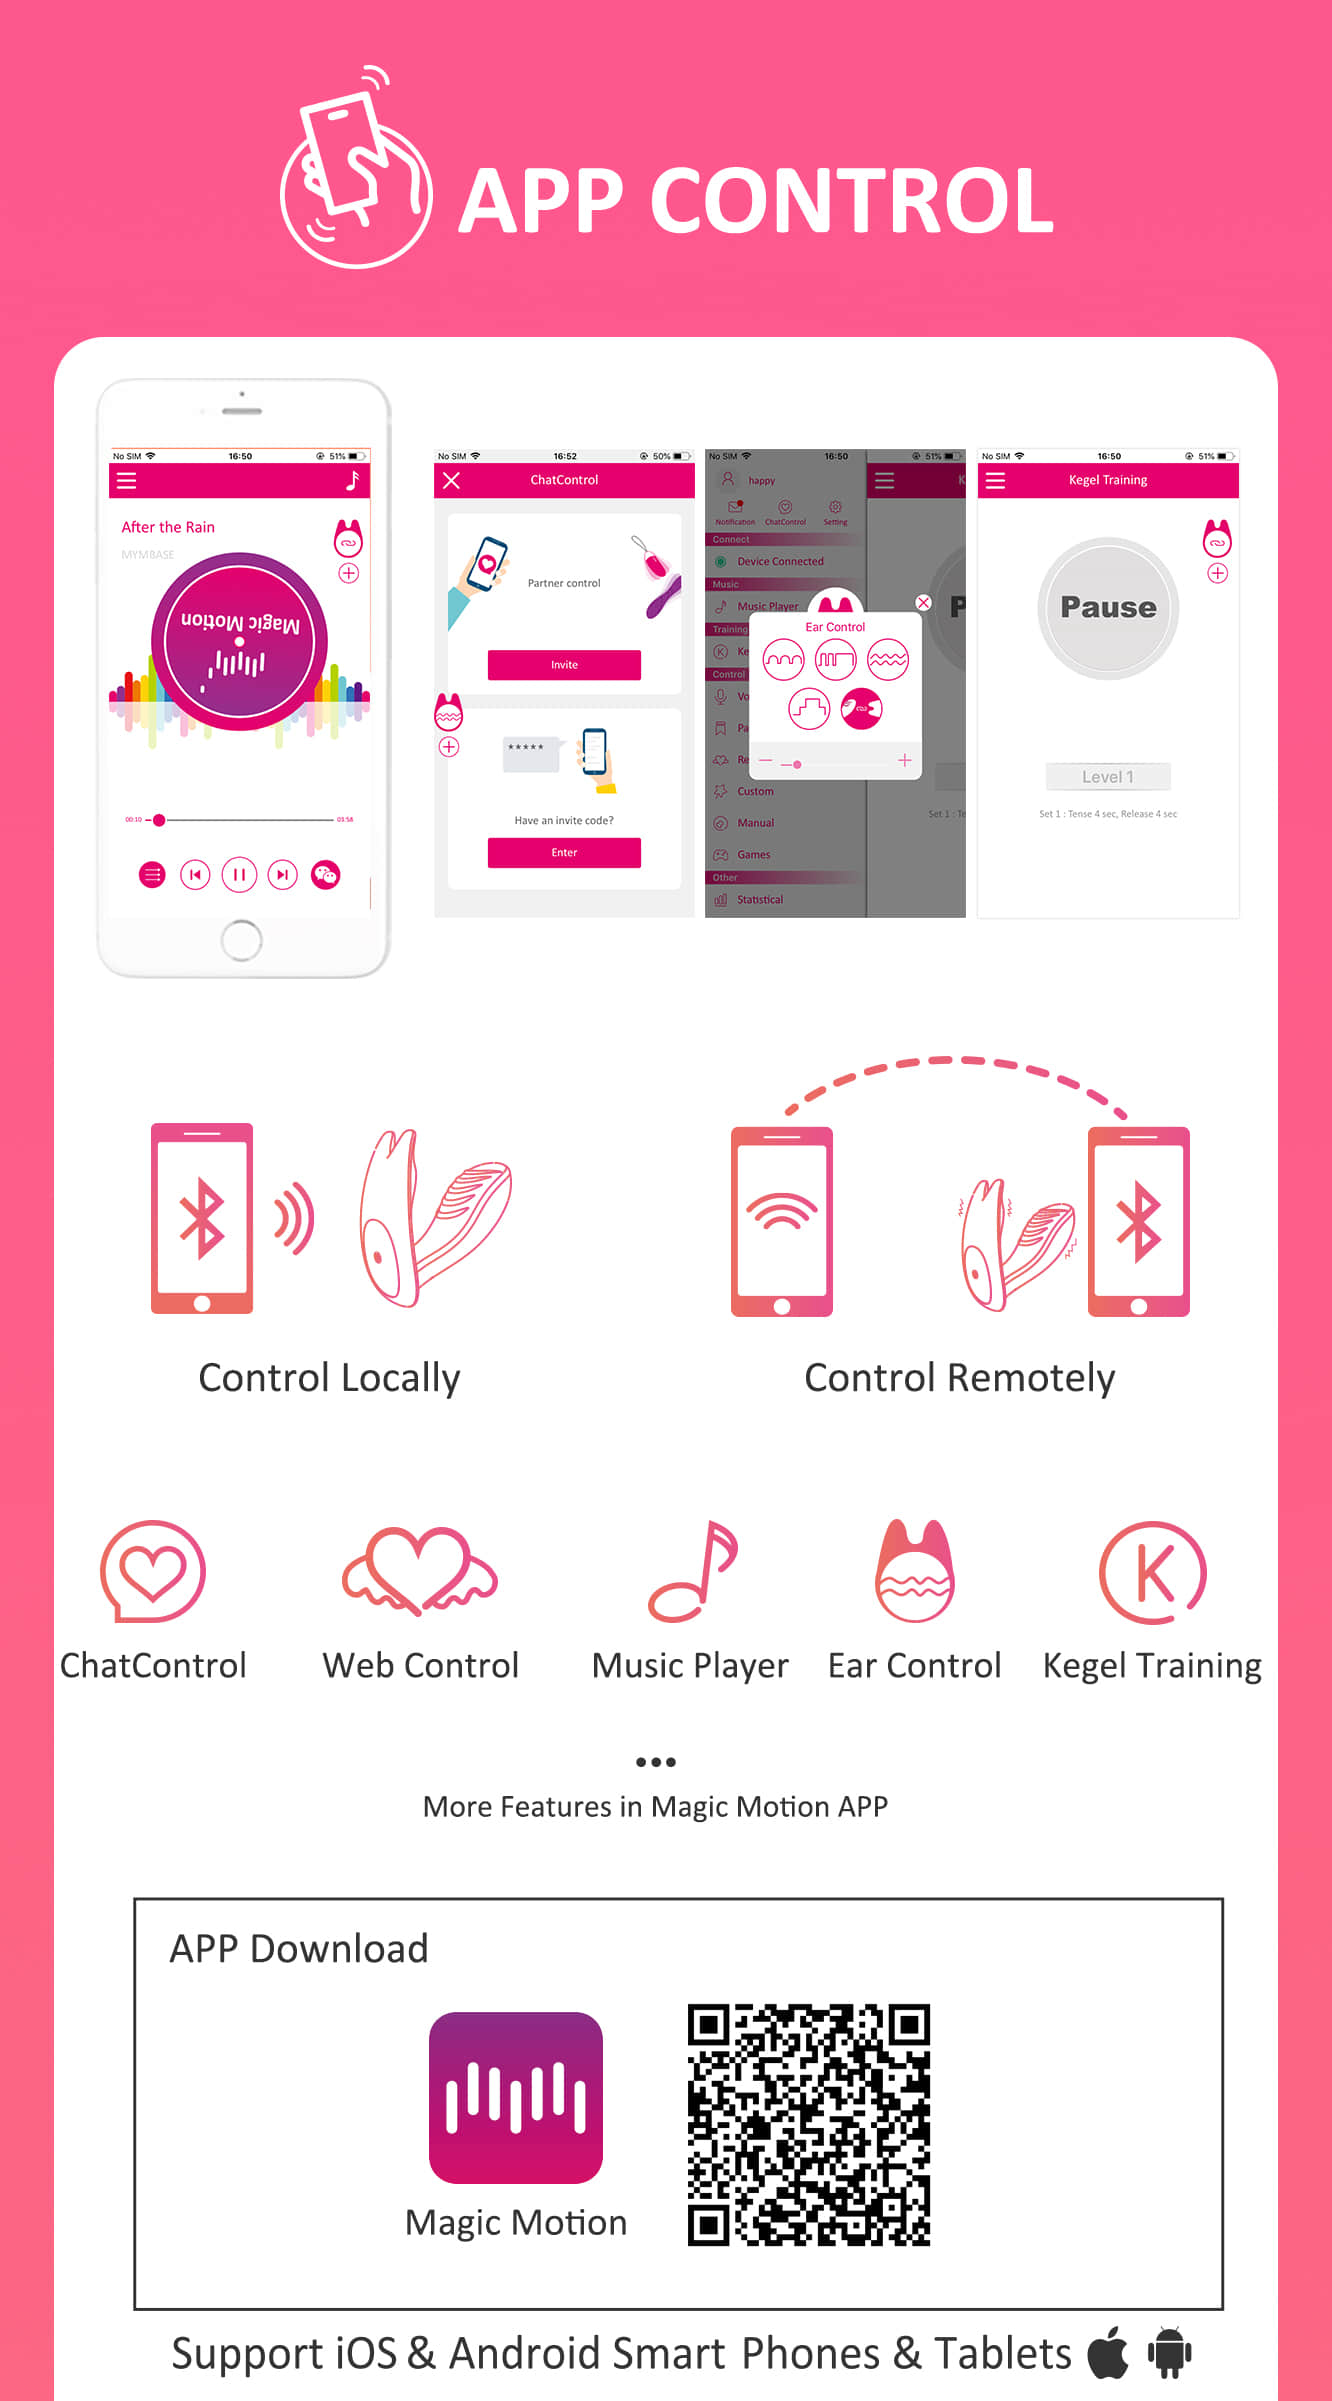 APP CONTROL
No SIM 16:50 51%
After the Rain
MYMBASE
Magic Motion
00:10 03:58
No SIM 16:52 50%
ChatControl
Partner control
Invite
*****
Have an invite code?
Enter
No SIM 16:50 51%
happy
K
Notification ChatControl Setting
Connect
Device Connected
Music
Music Player
P
Training
Ear Control
Ke
Control
Vo
Pa
Re
Custom
Set 1 : Te
Manual
Games
Other
Statistical
No SIM 16:50 51%
Kegel Training
Pause
Level 1
Set 1 : Tense 4 sec, Release 4 sec
Control Locally
Control Remotely
K
ChatControl
Web Control
Music Player
Ear Control
Kegel Training
•••
More Features in Magic Motion APP
APP Download
Magic Motion
Support iOS & Android Smart Phones & Tablets